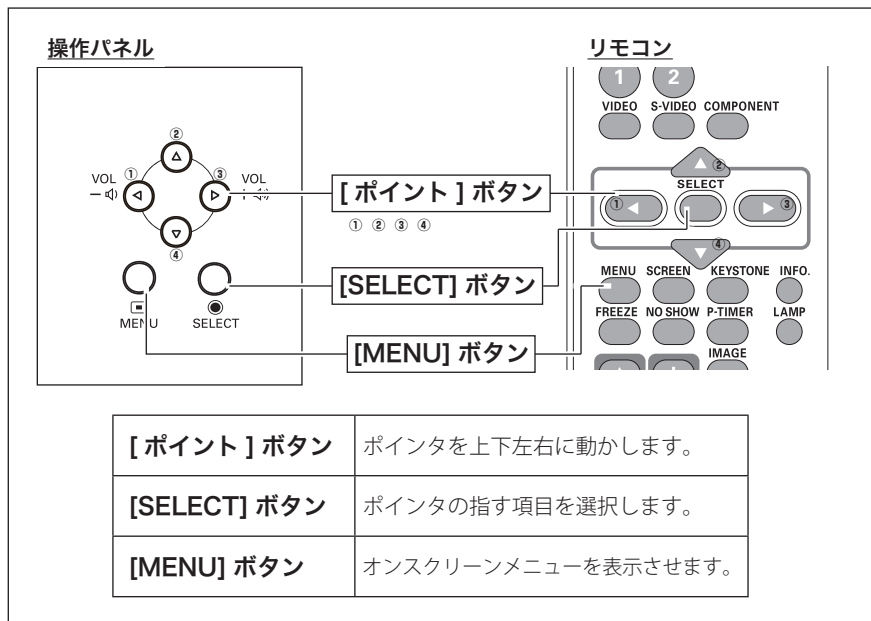 操作パネル
リモコン
1 2
VIDEO S-VIDEO COMPONENT
②
① ③
VOL VOL
④
MENU SELECT
[ ポイント ] ボタン
① ② ③ ④
[SELECT] ボタン
[MENU] ボタン
②
SELECT
① ③
④
MENU SCREEN KEYSTONE INFO.
FREEZE NO SHOW P-TIMER LAMP
IMAGE
[ ポイント ] ボタン ポインタを上下左右に動かします。
[SELECT] ボタン ポインタの指す項目を選択します。
[MENU] ボタン オンスクリーンメニューを表示させます。